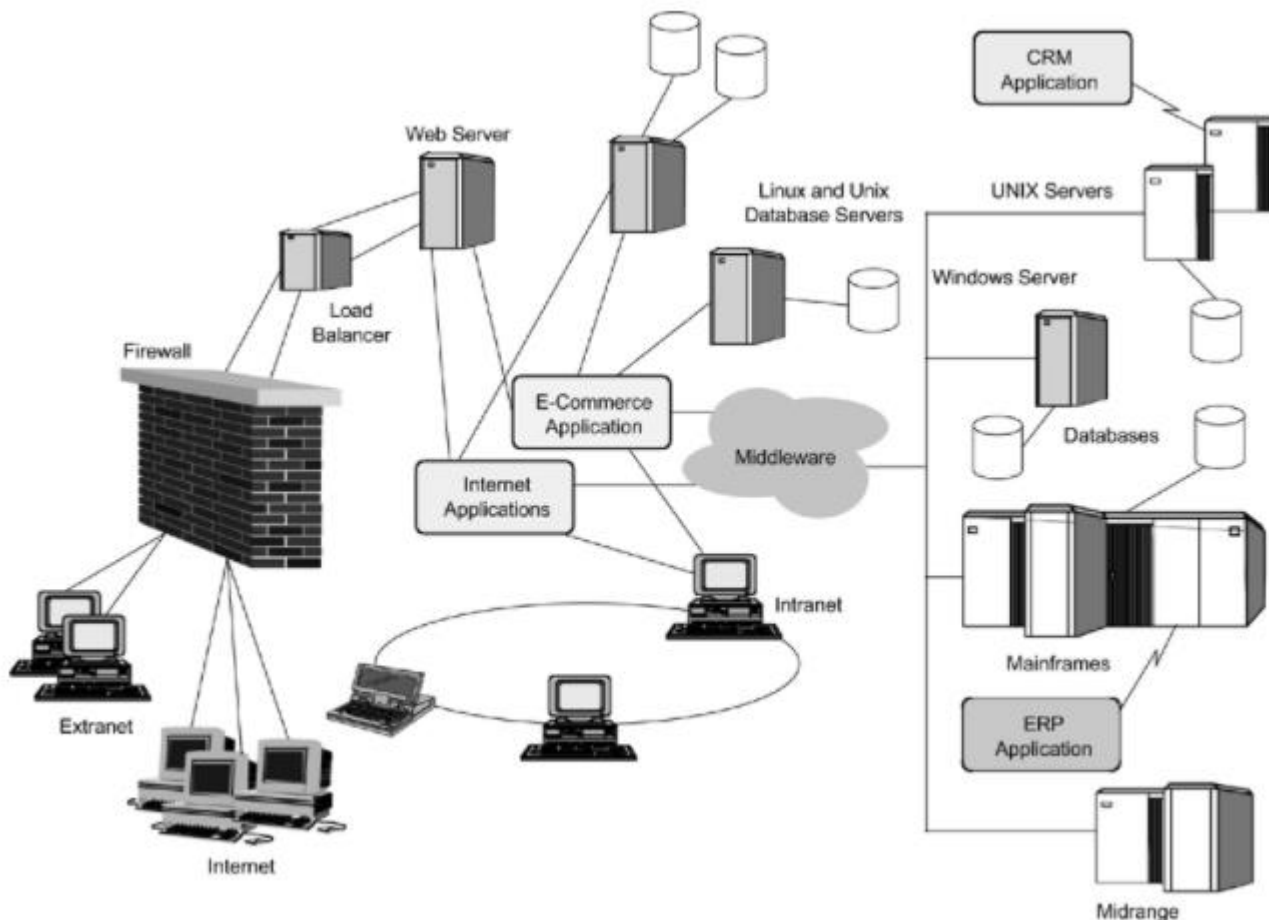 CRM
Application
Web Server
Linux and Unix
Database Servers
UNIX Servers
Windows Server
Load
Balancer
Firewall
E-Commerce
Application
Databases
Middleware
Internet
Applications
Intranet
Mainframes
Extranet
ERP
Application
Internet
Midrange